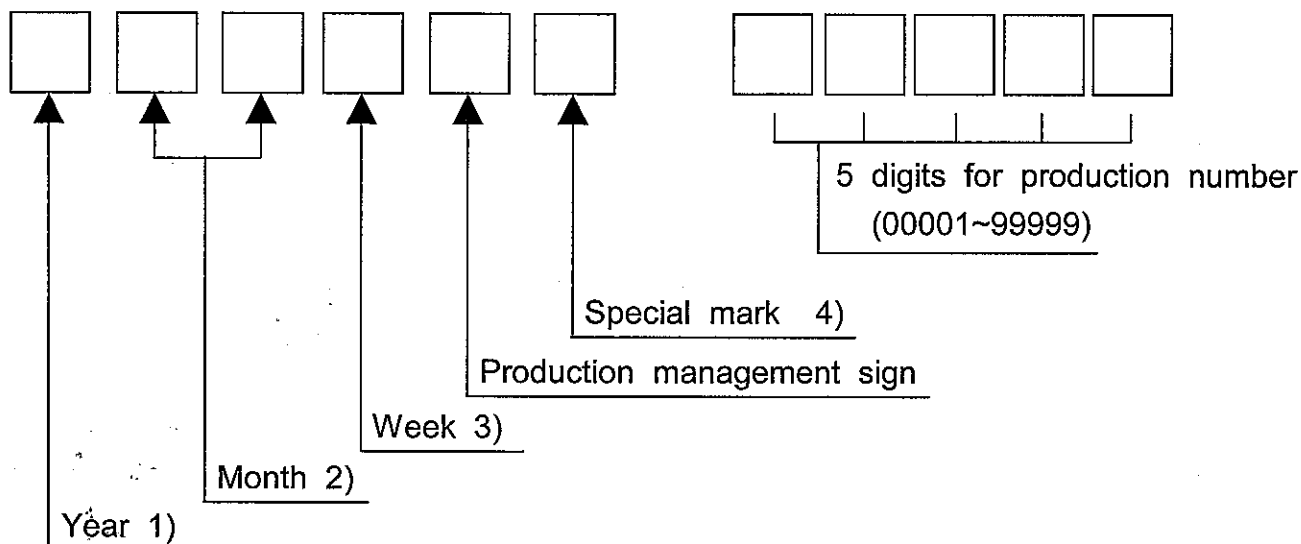 5 digits for production number
(00001~99999)
Special mark 4)
Production management sign
Week 3)
Month 2)
Year 1)